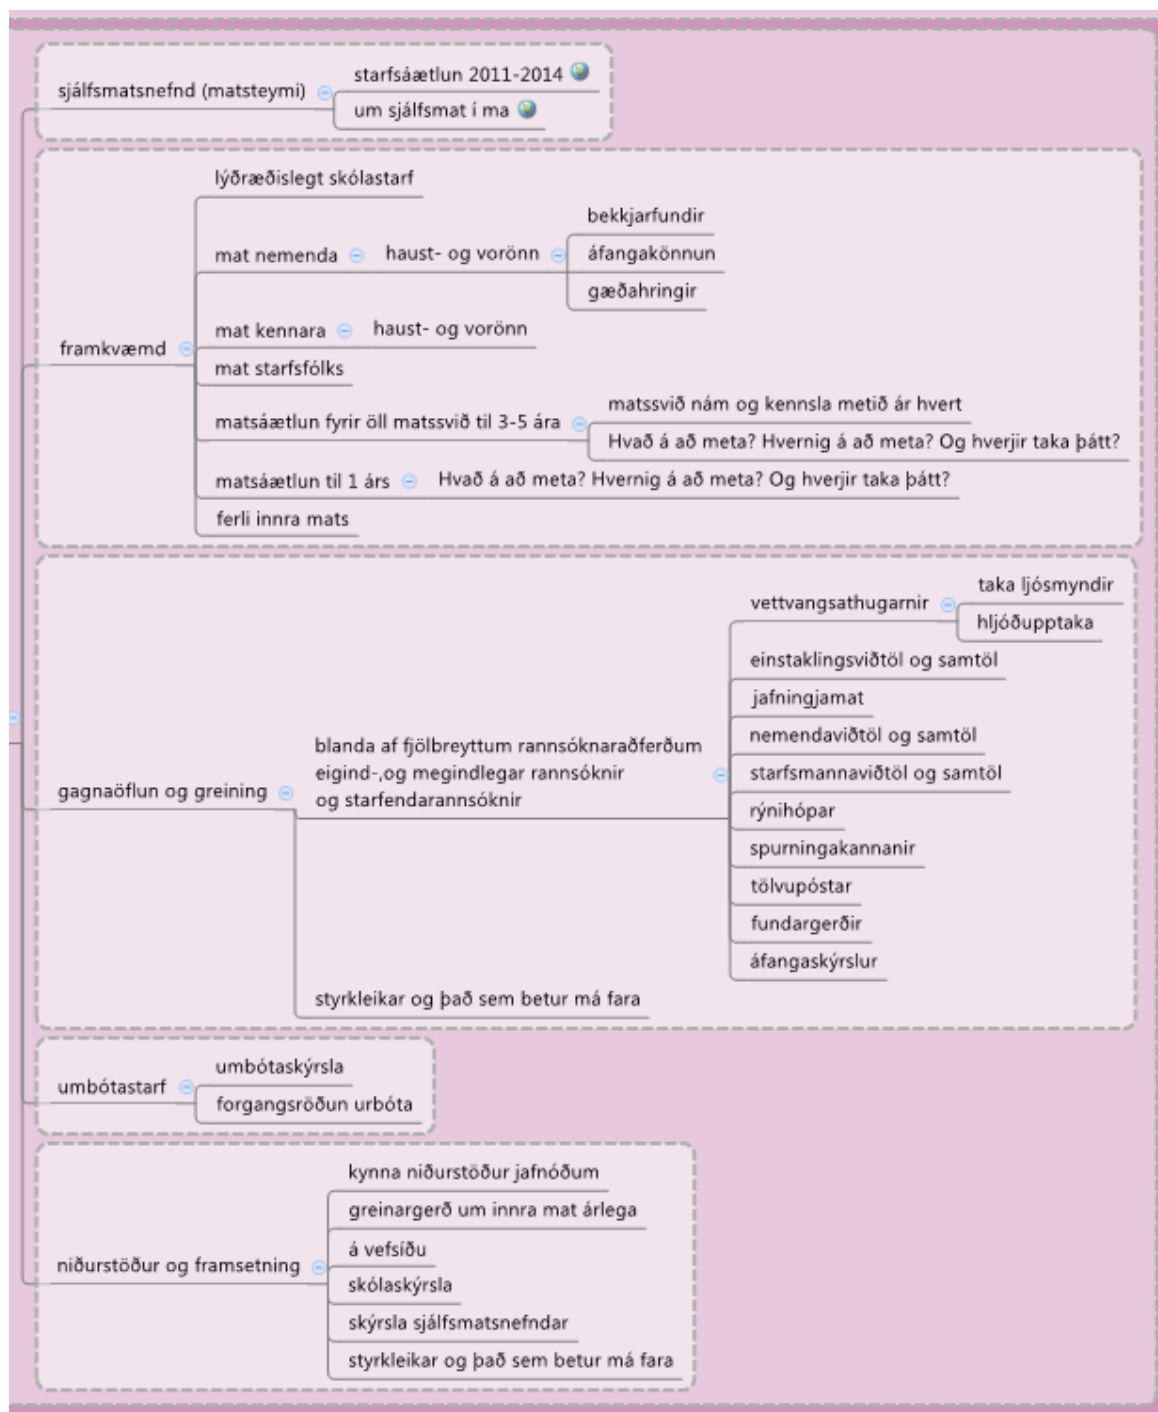 sjálfsmatsnefnd (matsteymi)
starfsáætlun 2011-2014
um sjálfsmat í ma
framkvæmd
lýðræðislegt skólastarf
mat nemenda
haust- og vorönn
bekkjarfundir
áfangakönnun
gæðahringir
mat kennara
haust- og vorönn
mat starfsfólks
matsáætlun fyrir öll matssvið til 3-5 ára
matssvið nám og kennsla metið ár hvert
Hvað á að meta? Hvernig á að meta? Og hverjir taka þátt?
matsáætlun til 1 árs
Hvað á að meta? Hvernig á að meta? Og hverjir taka þátt?
ferli innra mats
gagnaöflun og greining
blanda af fjölbreyttum rannsóknaraðferðum
eigind-,og megindlegar rannsóknir
og starfendarannsóknir
vettvangsathugarnir
taka ljósmyndir
hljóðupptaka
einstaklingsviðtöl og samtöl
jafningjamat
nemendaviðtöl og samtöl
starfsmannaviðtöl og samtöl
rýnihópar
spurningakannanir
tölvupóstar
fundargerðir
áfangaskýrslur
styrkleikar og það sem betur má fara
umbótastarf
umbótaskýrsla
forgangsröðun urbóta
niðurstöður og framsetning
kynna niðurstöður jafnóðum
greinargerð um innra mat árlega
á vefsíðu
skólaskýrsla
skýrsla sjálfsmatsnefndar
styrkleikar og það sem betur má fara